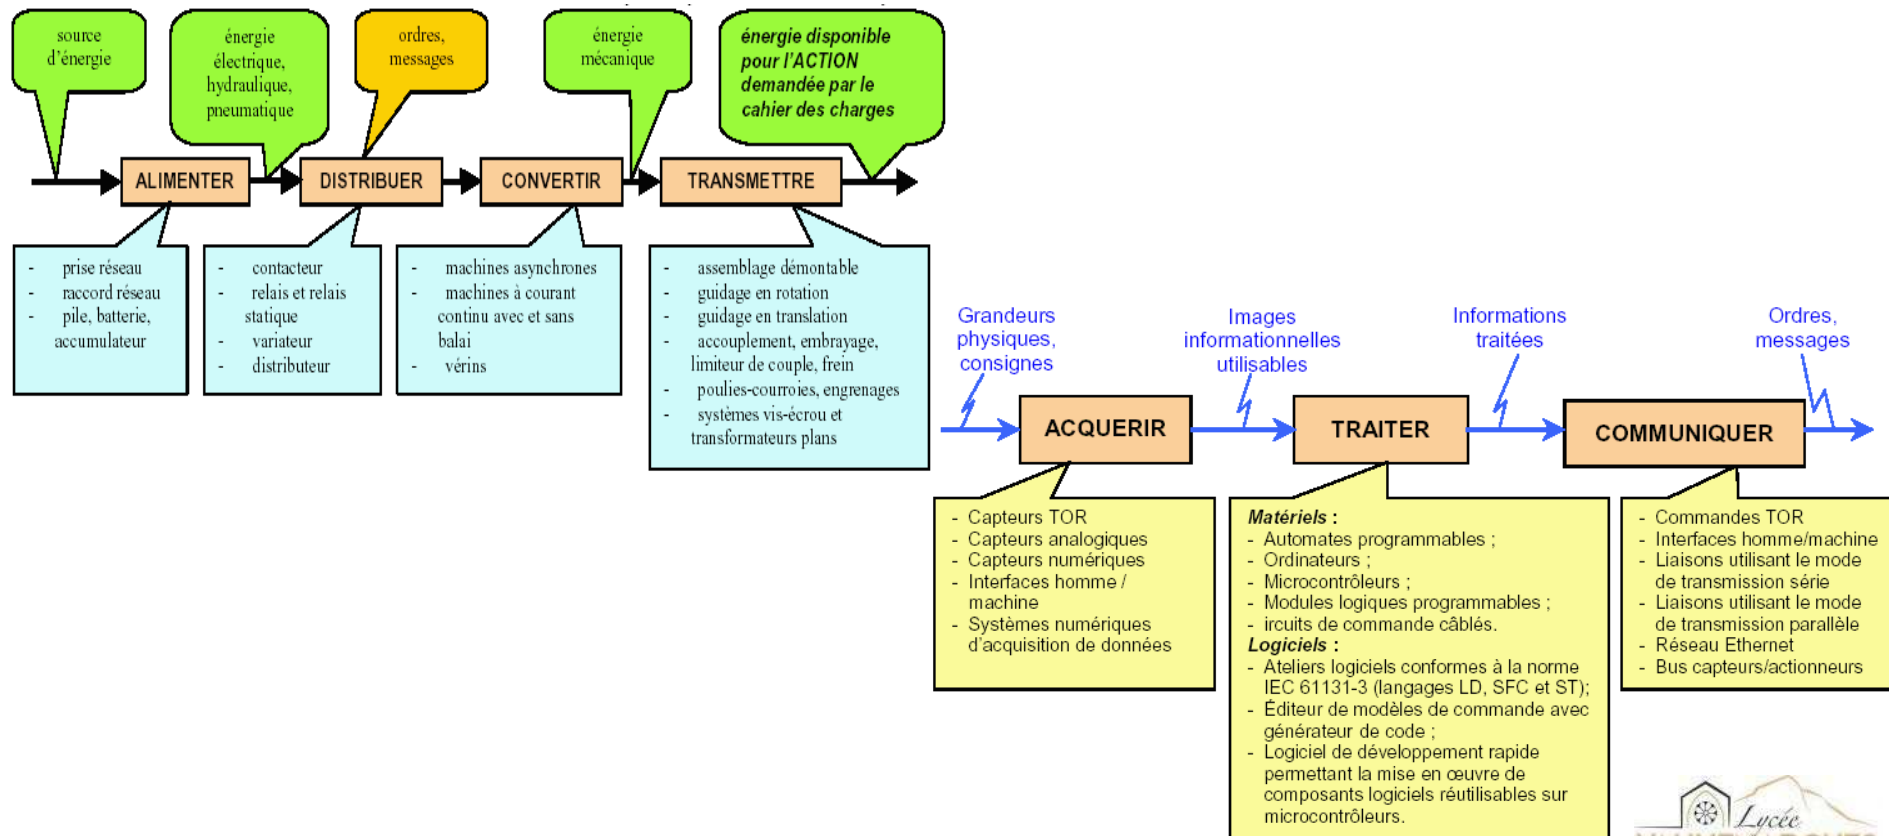 source
d'énergie
énergie
électrique,
hydraulique,
pneumatique
ordres,
messages
énergie
mécanique
énergie disponible
pour l'ACTION
demandée par le
cahier des charges
ALIMENTER
DISTRIBUER
CONVERTIR
TRANSMETTRE
- prise réseau
- raccord réseau
- pile, batterie,
accumulateur
- contacteur
- relais et relais
statique
- variateur
- distributeur
- machines asynchrones
- machines à courant
continu avec et sans
balai
- vérins
- assemblage démontable
- guidage en rotation
- guidage en translation
- accouplement, embrayage,
limiteur de couple, frein
- poulies-courroies, engrenages
- systèmes vis-écrou et
transformateurs plans
Grandeurs
physiques,
consignes
Images
informationnelles
utilisables
Informations
traitées
Ordres,
messages
ACQUERIR
TRAITER
COMMUNIQUER
- Capteurs TOR
- Capteurs analogiques
- Capteurs numériques
- Interfaces homme /
machine
- Systèmes numériques
d'acquisition de données
Matériels :
- Automates programmables ;
- Ordinateurs ;
- Microcontrôleurs ;
- Modules logiques programmables ;
- ircuits de commande câblés.
Logiciels :
- Ateliers logiciels conformes à la norme
IEC 61131-3 (langages LD, SFC et ST);
- Éditeur de modèles de commande avec
générateur de code ;
- Logiciel de développement rapide
permettant la mise en œuvre de
composants logiciels réutilisables sur
microcontrôleurs.
- Commandes TOR
- Interfaces homme/machine
- Liaisons utilisant le mode
de transmission série
- Liaisons utilisant le mode
de transmission parallèle
- Réseau Ethernet
- Bus capteurs/actionneurs
Lycée